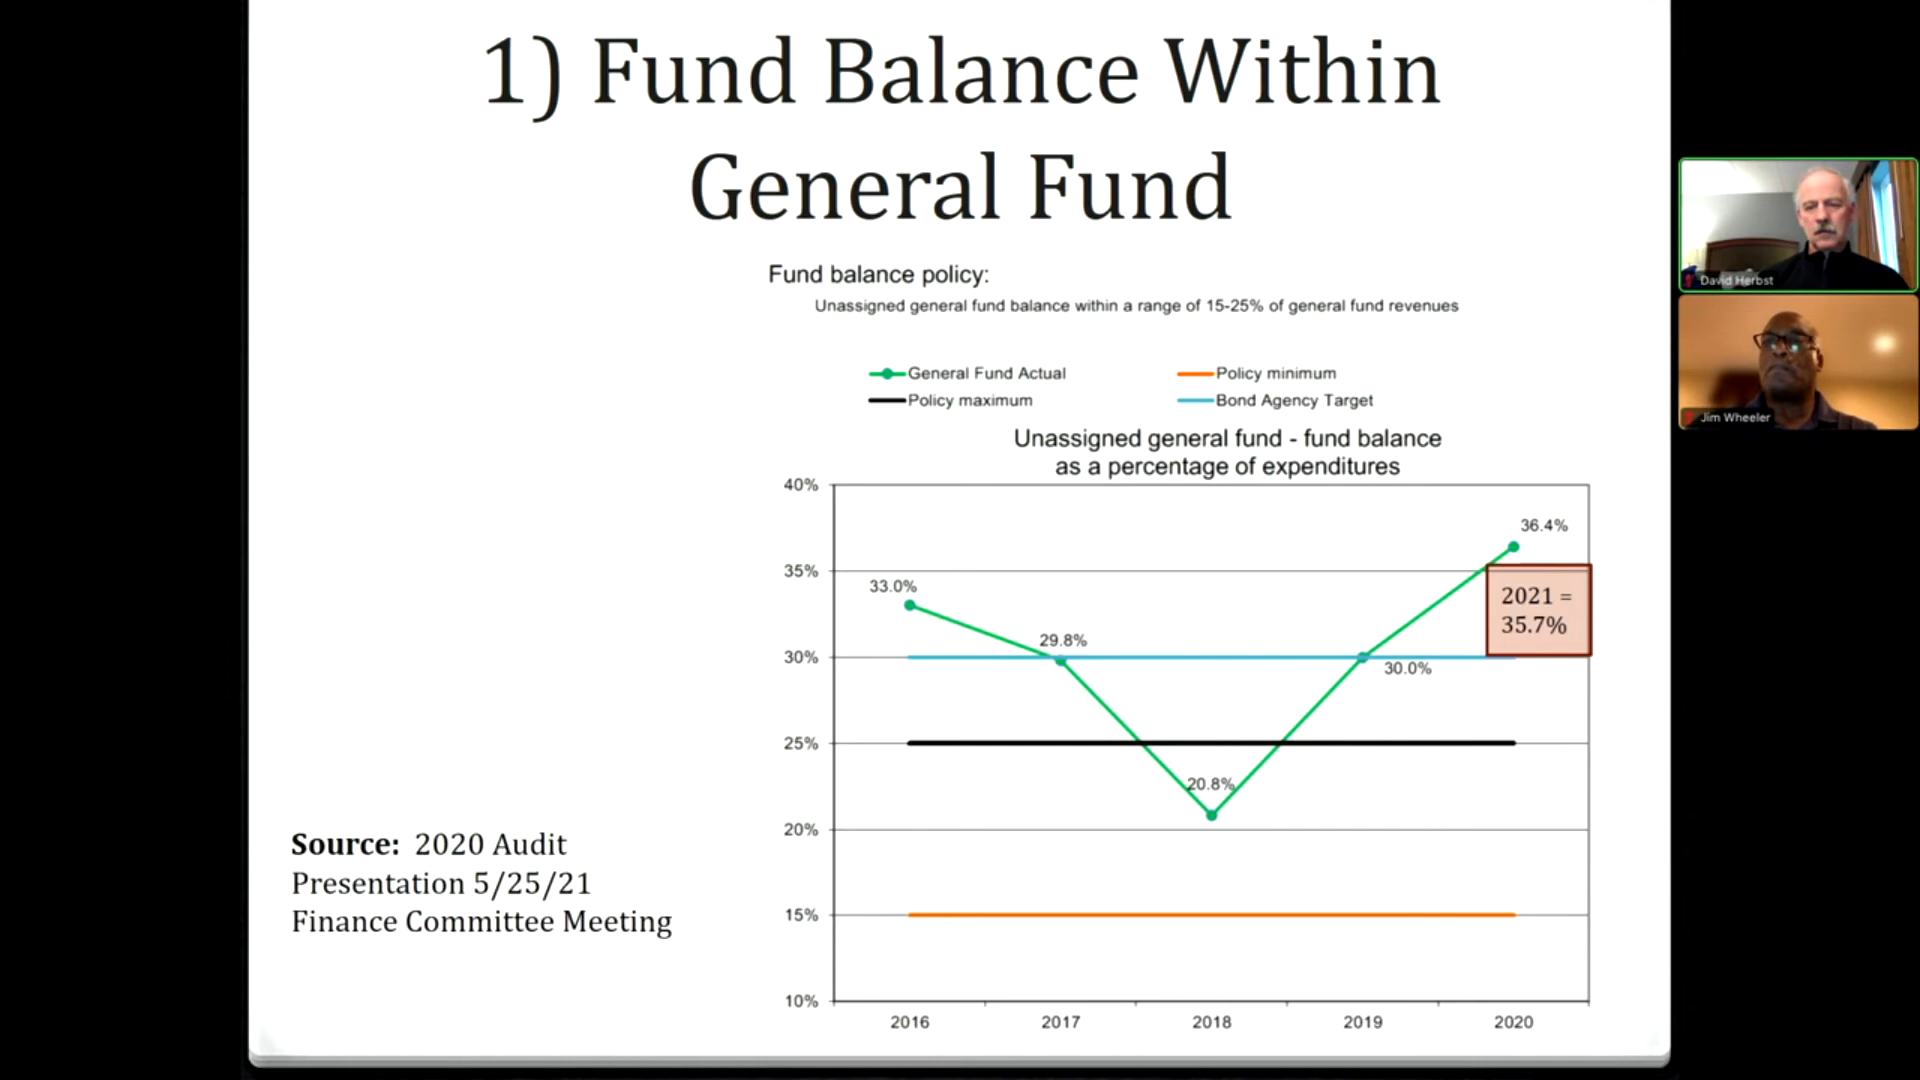 1) Fund Balance Within
General Fund
Fund balance policy:
Unassigned general fund balance within a range of 15-25% of general fund revenues
General Fund Actual
Policy minimum
Policy maximum
Bond Agency Target
Unassigned general fund - fund balance
as a percentage of expenditures
40%
36.4%
35%
33.0%
2021 =
35.7%
29.8%
30%
30.0%
25%
20.8%
20%
15%
10%
2016
2017
2018
2019
2020
Source: 2020 Audit
Presentation 5/25/21
Finance Committee Meeting
David Herbst
Jim Wheeler